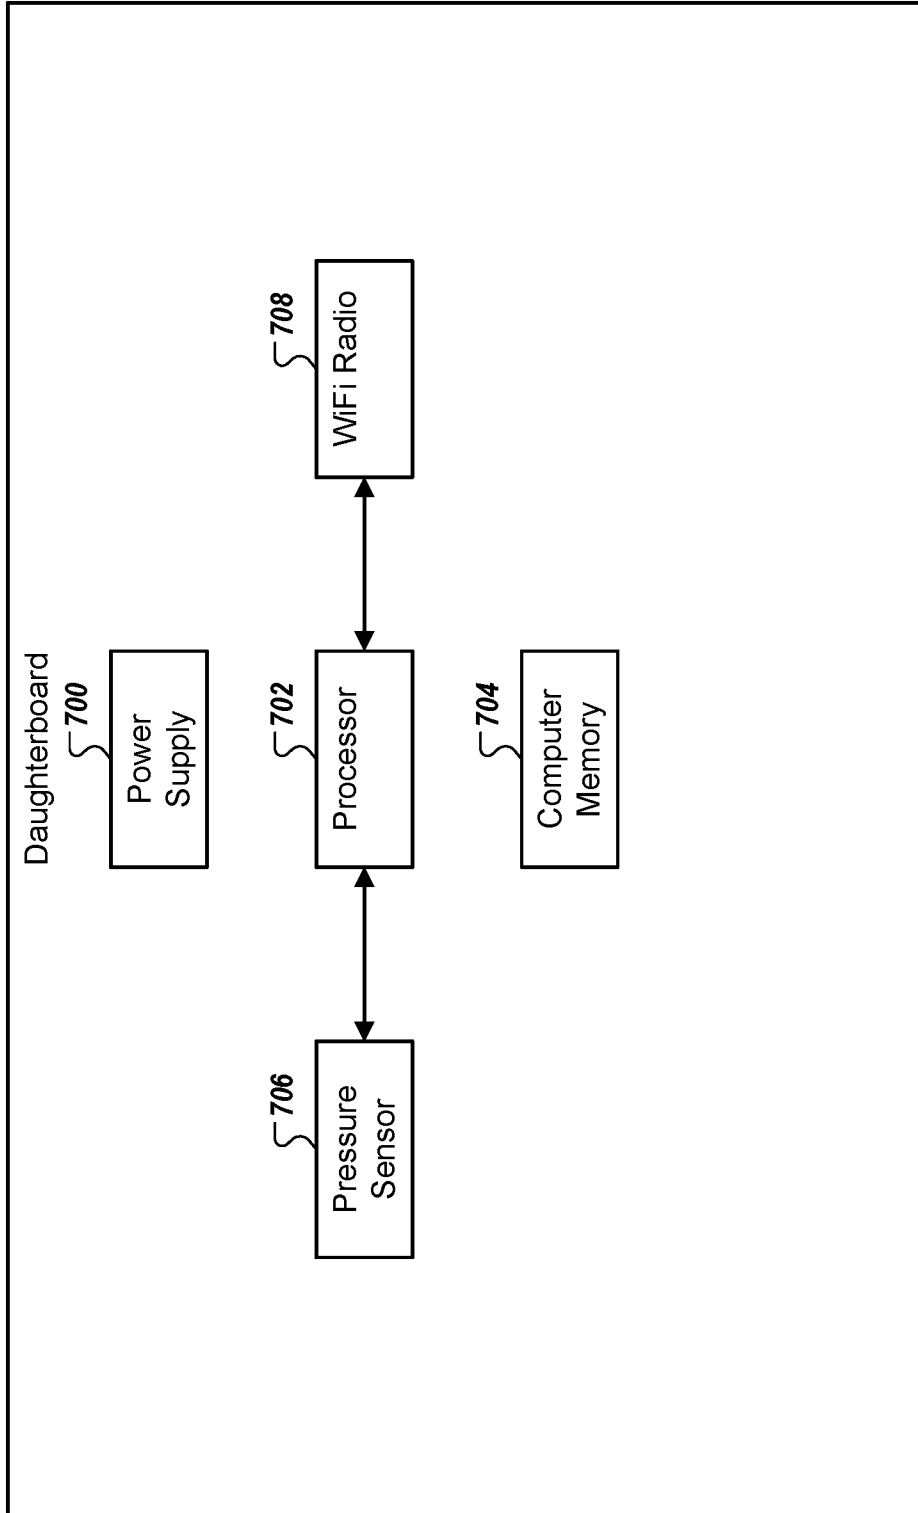 Daughterboard
700
Power
Supply
706
Pressure
Sensor
702
Processor
708
WiFi Radio
704
Computer
Memory